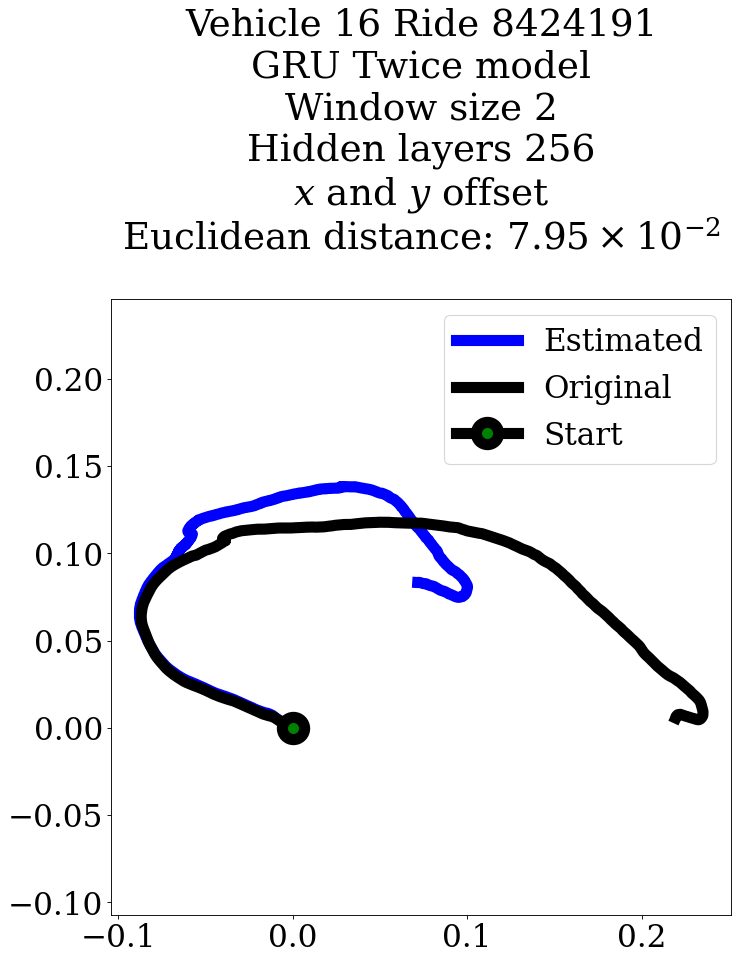 Vehicle 16 Ride 8424191
GRU Twice model
Window size 2
Hidden layers 256
x and y offset
Euclidean distance: 7.95 × 10⁻²
Estimated
Original
Start
0.20
0.15
0.10
0.05
0.00
−0.05
−0.10
−0.1 0.0 0.1 0.2